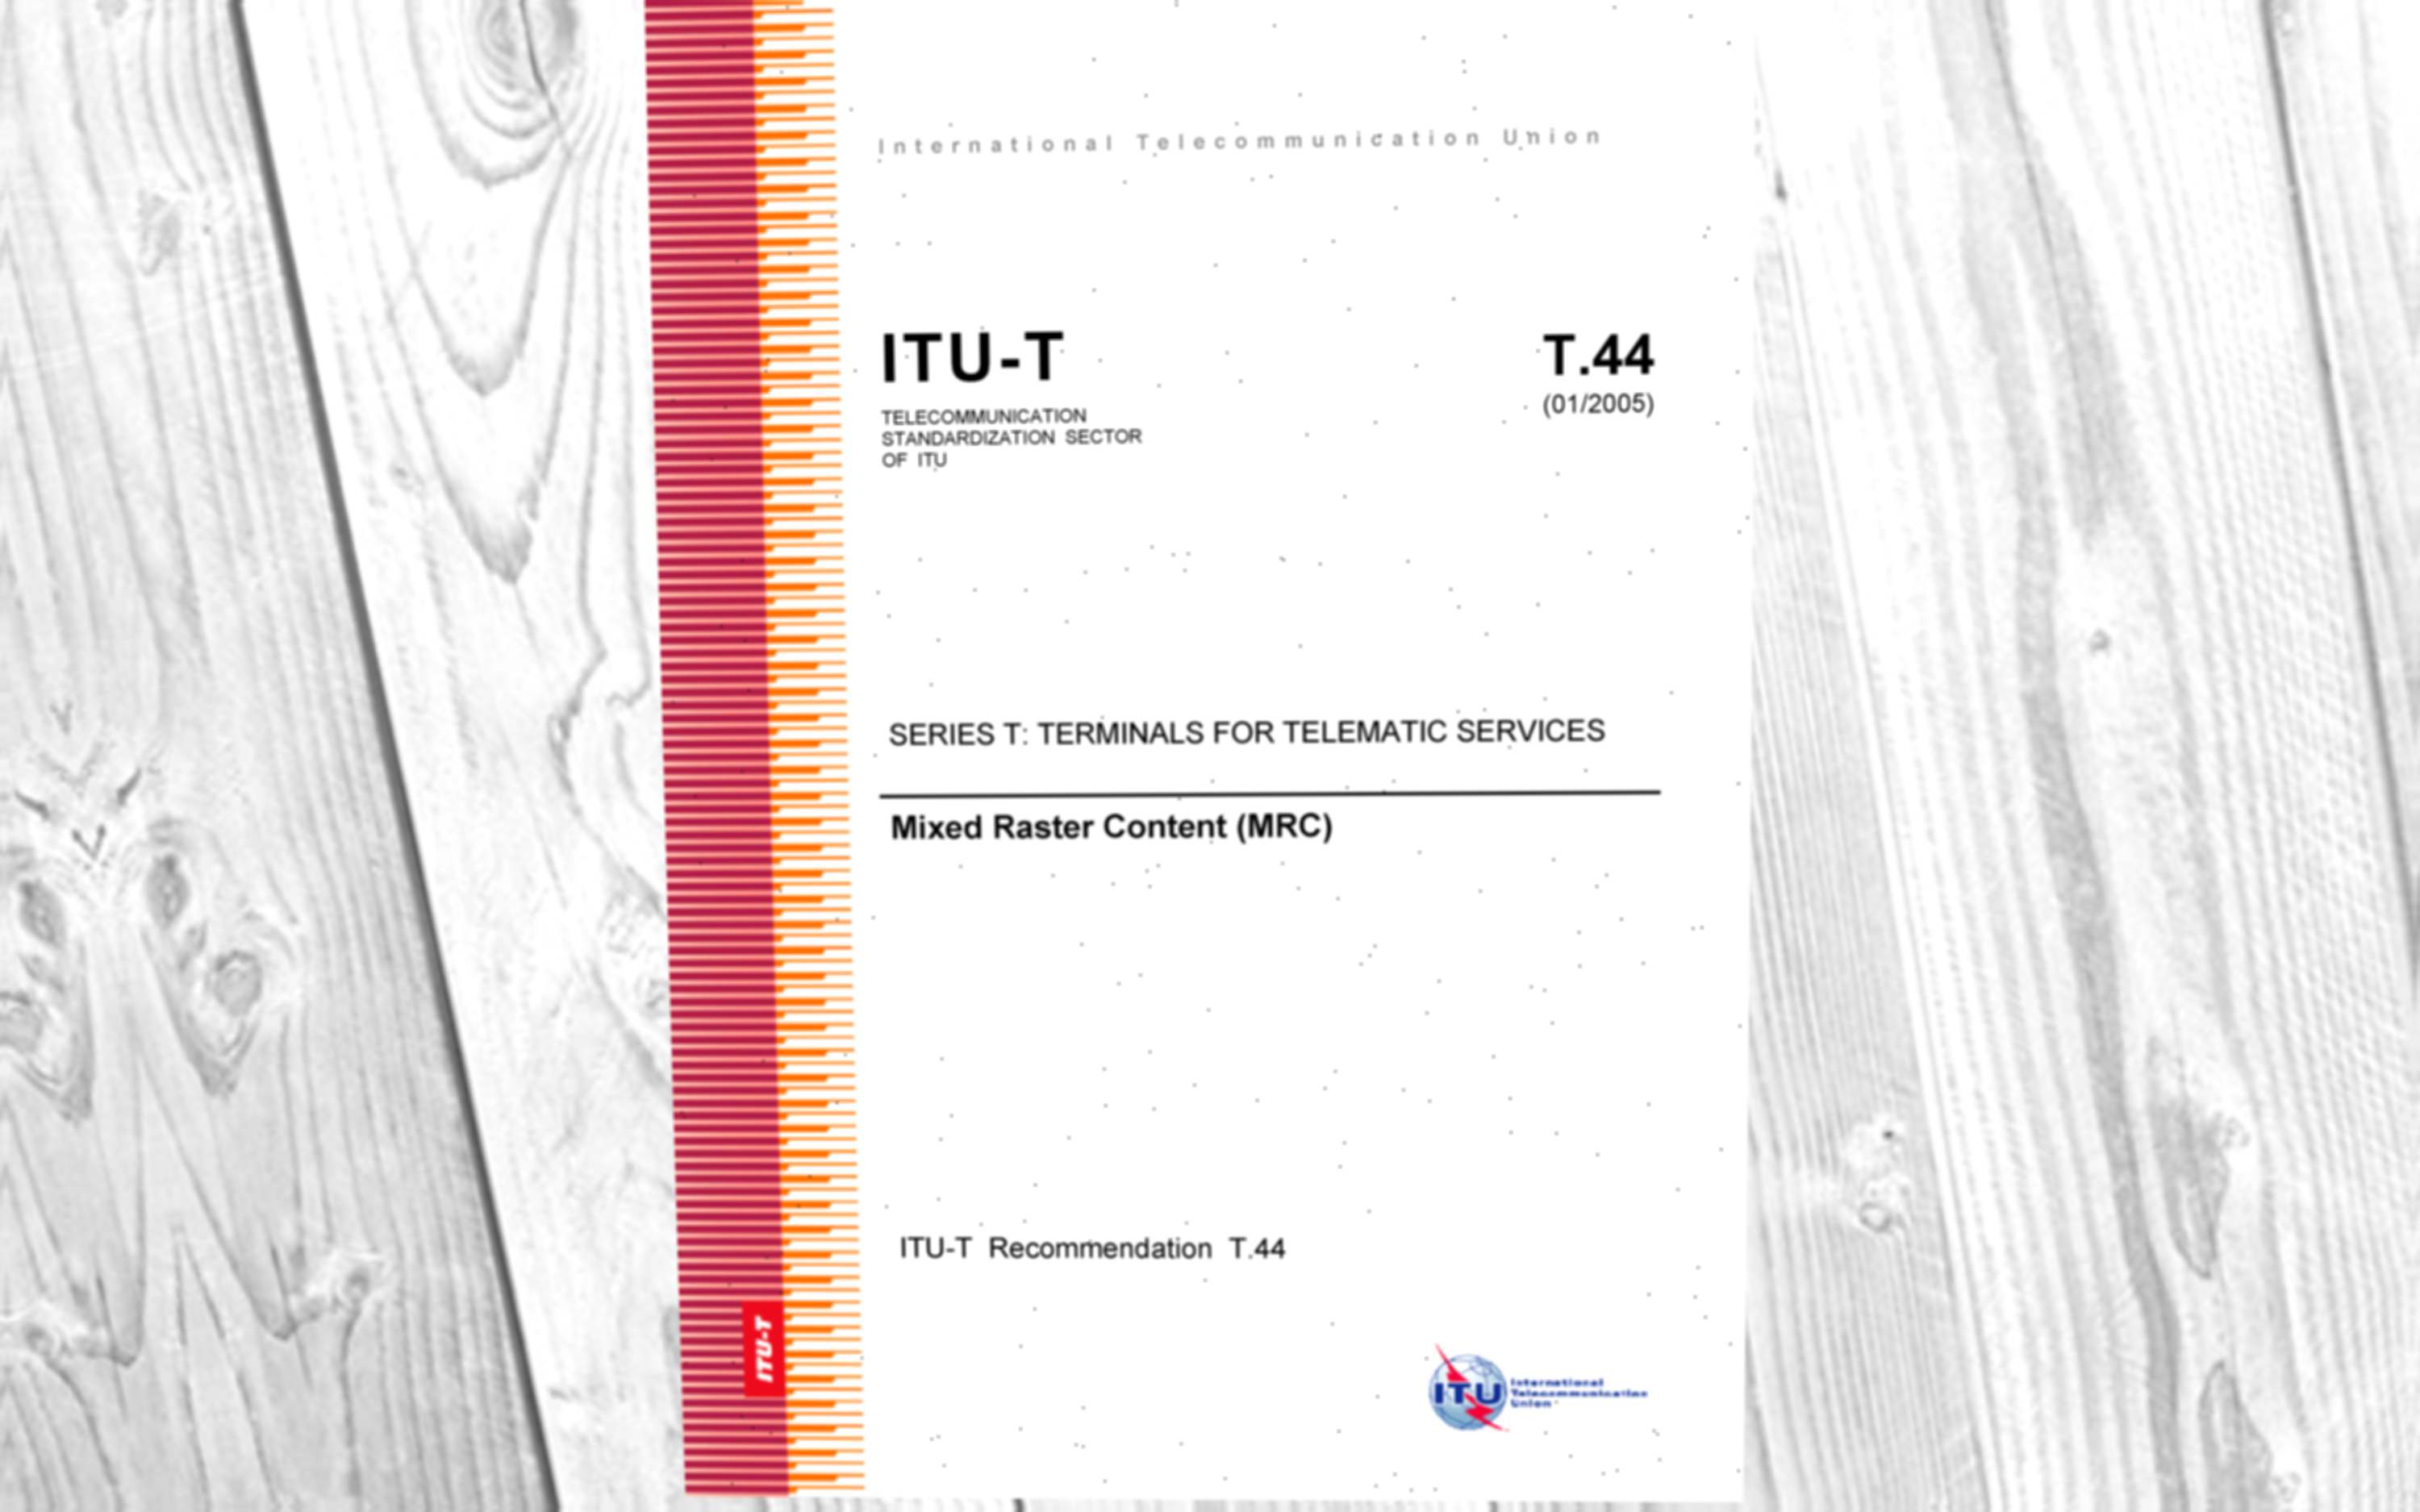 International Telecommunication Union
ITU-T
T.44
(01/2005)
TELECOMMUNICATION
STANDARDIZATION SECTOR
OF ITU
SERIES T: TERMINALS FOR TELEMATIC SERVICES
Mixed Raster Content (MRC)
ITU-T Recommendation T.44
ITU-T
ITU
International
Telecommunication
Union